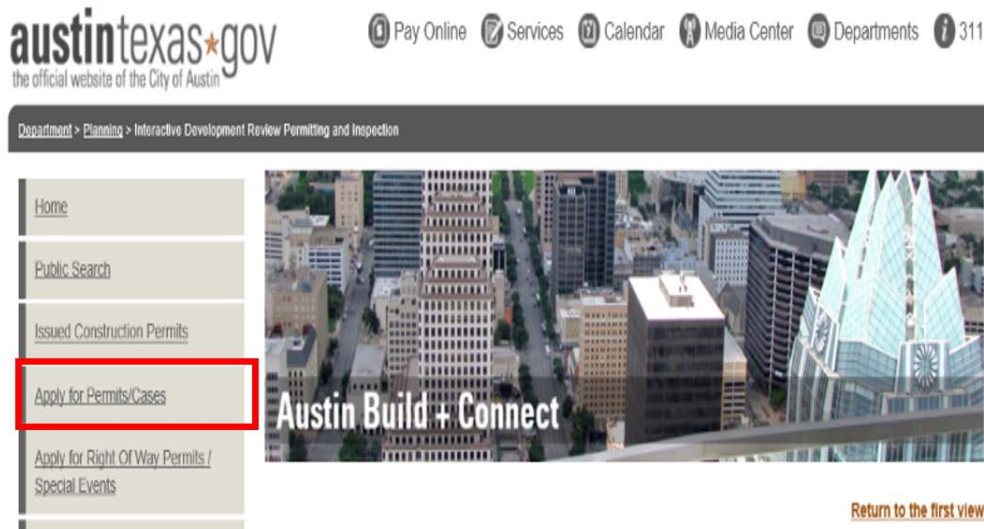 austintexas*gov
the official website of the City of Austin
Pay Online Services Calendar Media Center Departments 311
Department > Planning > Interactive Development Review Permitting and Inspection
Home
Public Search
Issued Construction Permits
Apply for Permits/Cases
Apply for Right Of Way Permits /
Special Events
Austin Build + Connect
Return to the first view